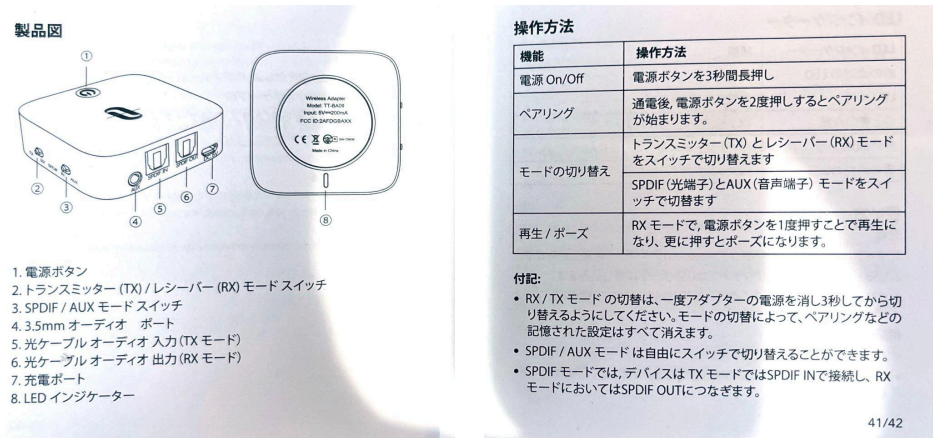 製品図
①
②
③
④
⑤
⑥
⑦
⑧
TX
RX
SPDIF
AUX
AUX
SPDIF IN
SPDIF OUT
Wireless Adapter
Model: TT-BA09
Input: 5V⎓200mA
FCC ID:2AFDGBAXX
CE
Made in China
1. 電源ボタン
2. トランスミッター (TX) / レシーバー (RX) モード スイッチ
3. SPDIF / AUX モード スイッチ
4. 3.5mm オーディオ ポート
5. 光ケーブル オーディオ 入力 (TX モード)
6. 光ケーブル オーディオ 出力 (RX モード)
7. 充電ポート
8. LED インジケーター
操作方法
機能 操作方法
電源 On/Off 電源ボタンを3秒間長押し
ペアリング 通電後, 電源ボタンを2度押しするとペアリング
が始まります。
モードの切り替え トランスミッター (TX) とレシーバー (RX) モード
をスイッチで切り替えます
SPDIF (光端子) とAUX (音声端子) モードをスイ
ッチで切替ます
再生 / ポーズ RX モードで, 電源ボタンを1度押すことで再生に
なり、更に押すとポーズになります。
付記:
• RX / TX モード の切替は、一度アダプターの電源を消し3秒してから切
り替えるようにしてください。モードの切替によって、ペアリングなどの
記憶された設定はすべて消えます。
• SPDIF / AUX モード は自由にスイッチで切り替えることができます。
• SPDIF モードでは, デバイスは TX モードではSPDIF INで接続し、RX
モードにおいてはSPDIF OUTにつなぎます。
41/42